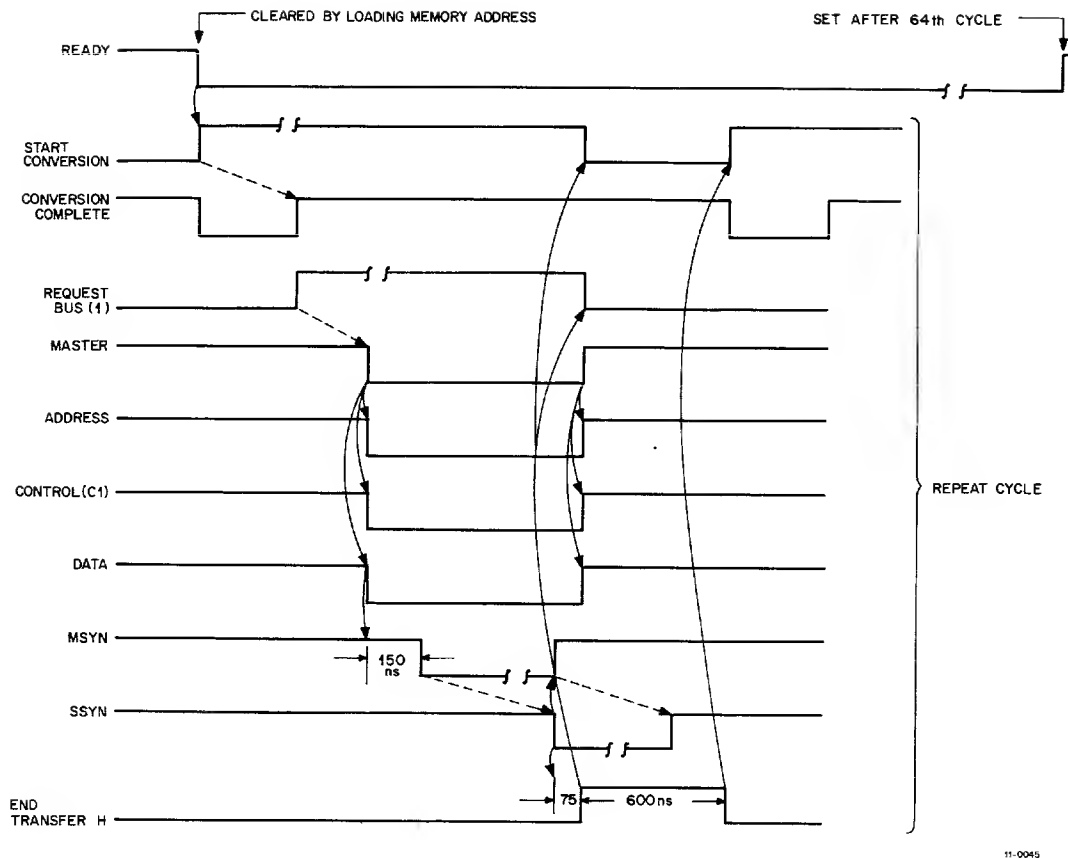 CLEARED BY LOADING MEMORY ADDRESS
SET AFTER 64th CYCLE
READY
START
CONVERSION
CONVERSION
COMPLETE
REQUEST
BUS (1)
MASTER
ADDRESS
CONTROL (C1)
REPEAT CYCLE
DATA
MSYN
150
ns
SSYN
75
600ns
END
TRANSFER H
11-0045